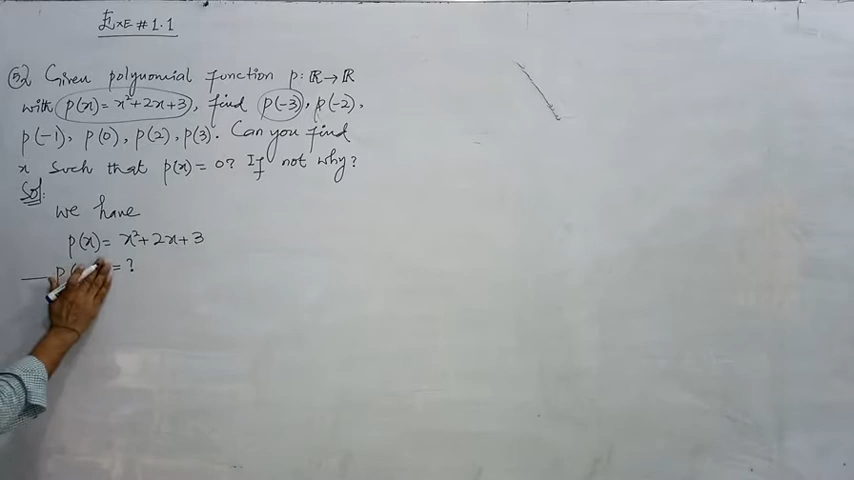 Exe # 1.1
Q2 Given polynomial function p: ℝ→ℝ
with p(x)= x²+2x+3, find p(-3), p(-2),
p(-1), p(0), p(2), p(3). Can you find
x Such that p(x)= 0? If not why?
Sol:
we have
p(x)= x²+2x+3
p( = ?